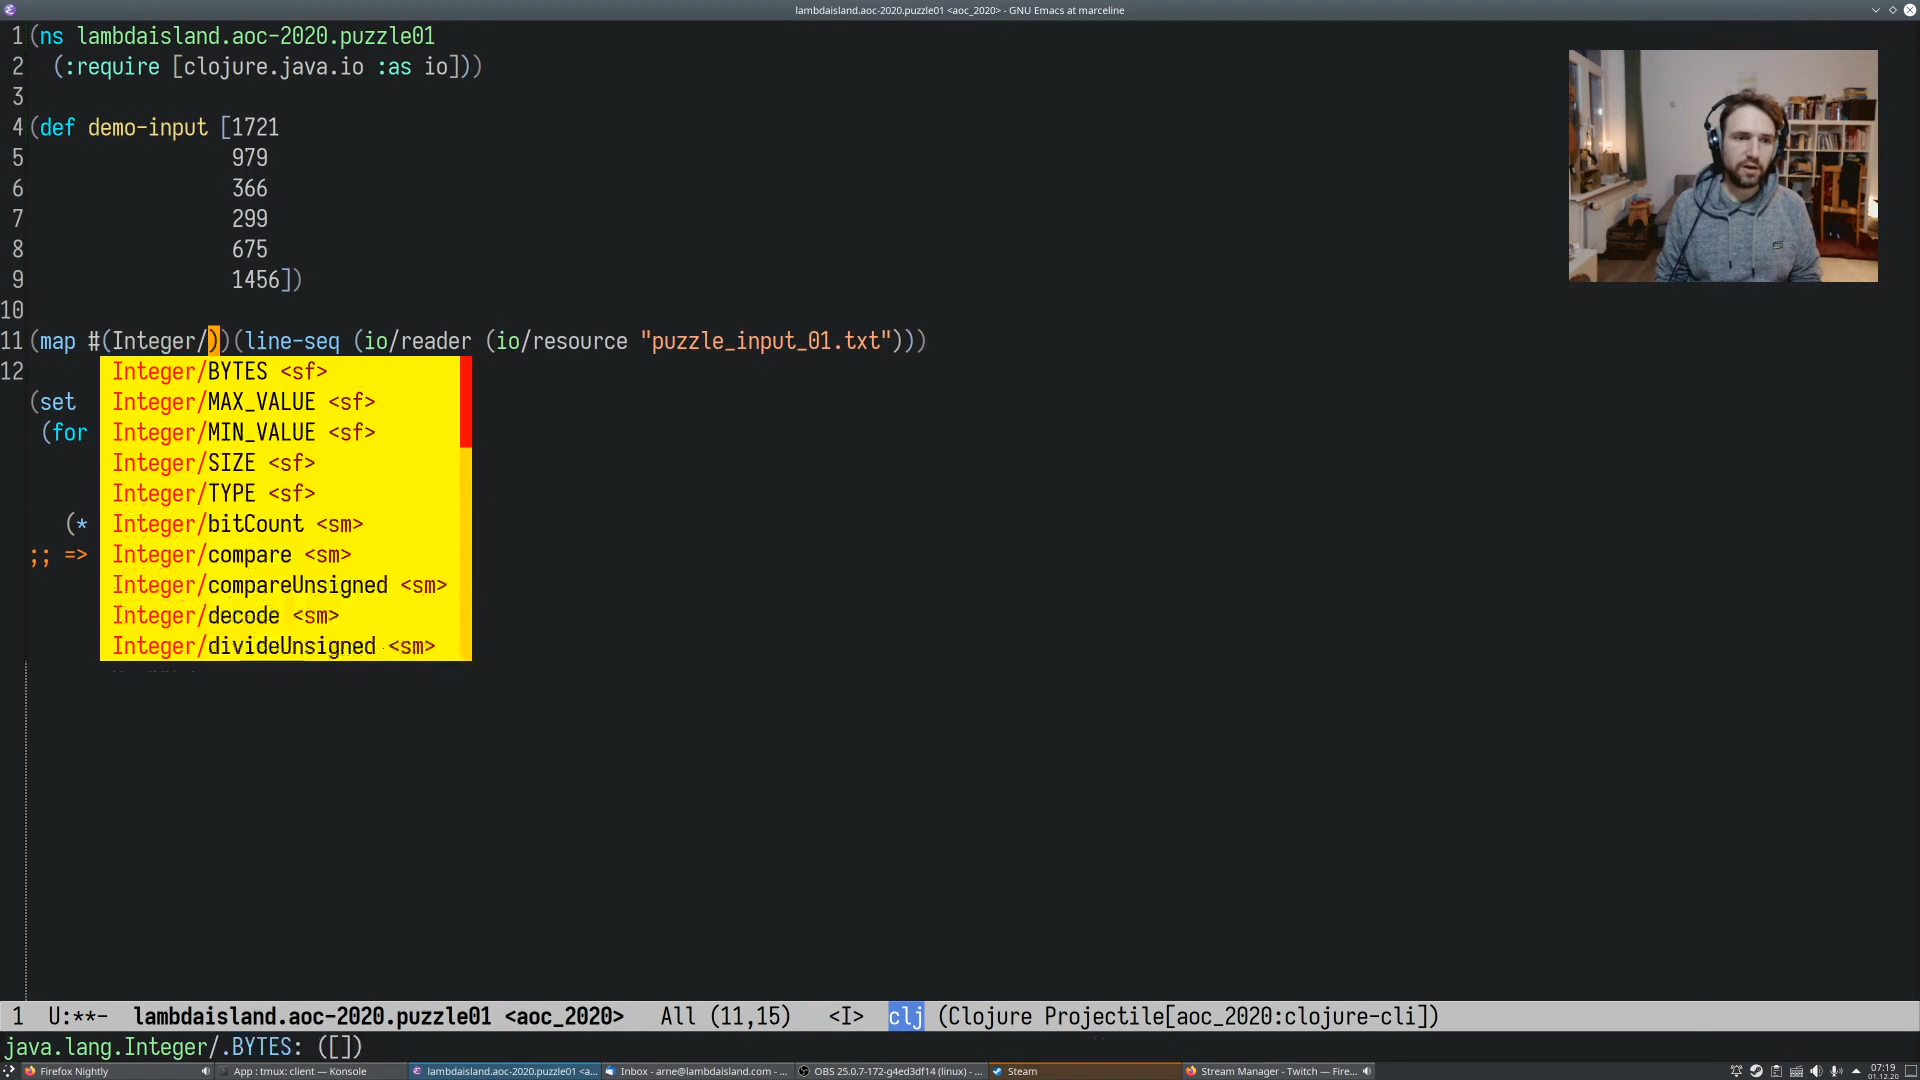 lambdaisland.aoc-2020.puzzle01 <aoc_2020> - GNU Emacs at marceline
1 (ns lambdaisland.aoc-2020.puzzle01
2 (:require [clojure.java.io :as io]))
3
4 (def demo-input [1721
5 979
6 366
7 299
8 675
9 1456])
10
11 (map #(Integer/))(line-seq (io/reader (io/resource "puzzle_input_01.txt")))
12 Integer/BYTES <sf>
(set Integer/MAX_VALUE <sf>
(for Integer/MIN_VALUE <sf>
Integer/SIZE <sf>
Integer/TYPE <sf>
(* Integer/bitCount <sm>
;; => Integer/compare <sm>
Integer/compareUnsigned <sm>
Integer/decode <sm>
Integer/divideUnsigned <sm>
1 U:**- lambdaisland.aoc-2020.puzzle01 <aoc_2020> All (11,15) <I> clj (Clojure Projectile[aoc_2020:clojure-cli])
java.lang.Integer/.BYTES: ([])
Firefox Nightly App : tmux: client — Konsole lambdaisland.aoc-2020.puzzle01 <a... Inbox - arne@lambdaisland.com - ... OBS 25.0.7-172-g4ed3df14 (linux) - ... Steam Stream Manager - Twitch — Fire... 07:19
01.12.20